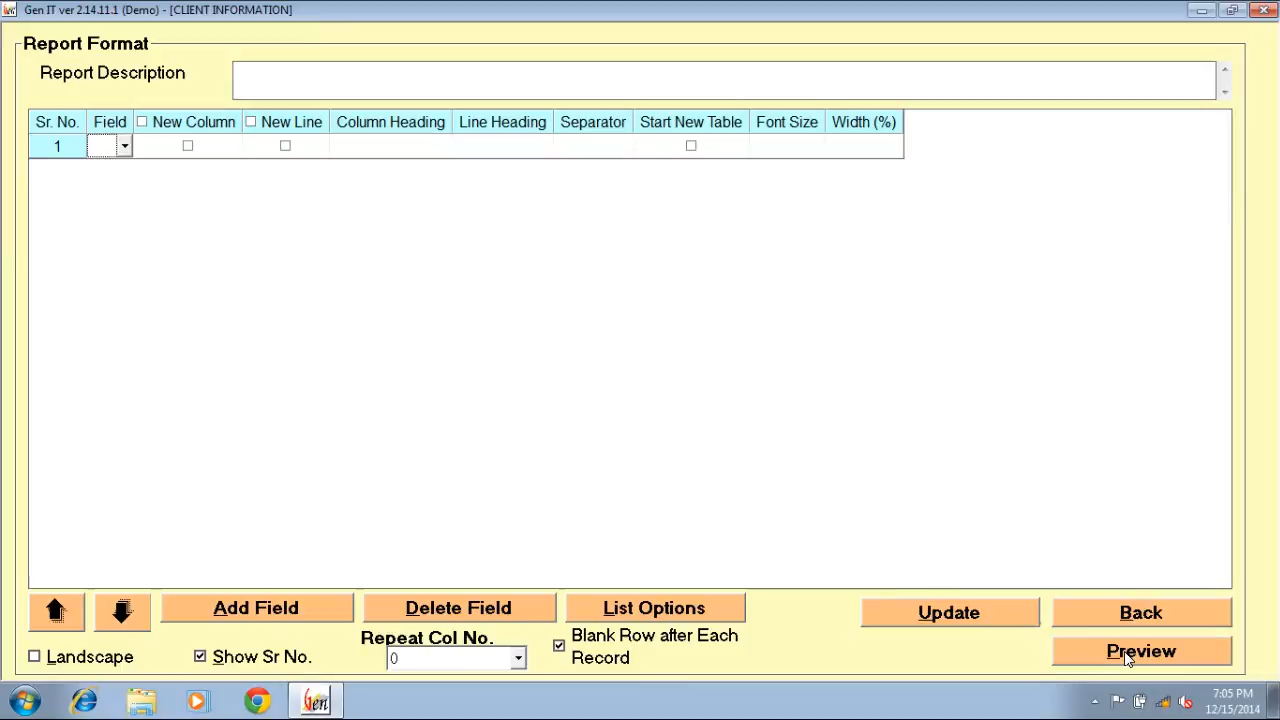 Gen IT ver 2.14.11.1 (Demo) - [CLIENT INFORMATION]
Report Format
Report Description
Sr. No. Field New Column New Line Column Heading Line Heading Separator Start New Table Font Size Width (%)
1
Add Field Delete Field List Options Update Back
Landscape Show Sr No. Repeat Col No. Blank Row after Each Record Preview
0
Gen 7:05 PM
12/15/2014